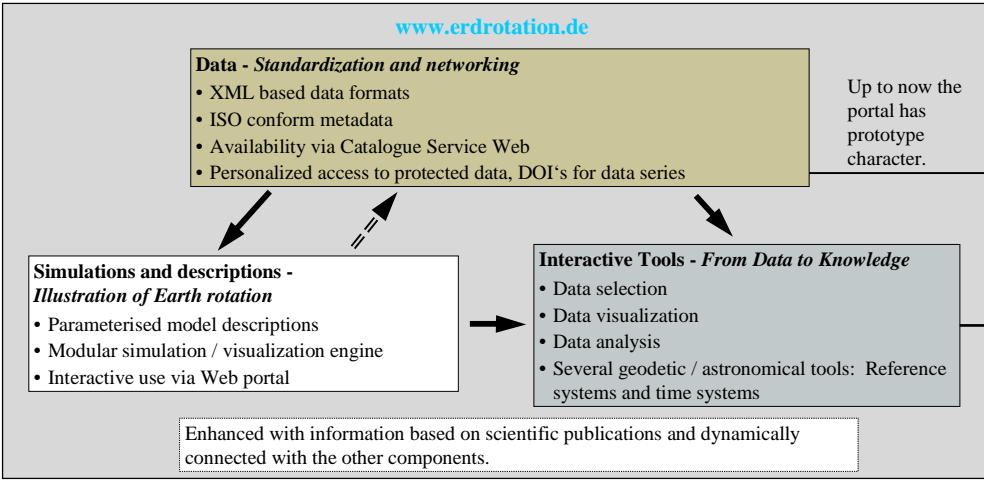 www.erdrotation.de
Data - Standardization and networking
• XML based data formats
• ISO conform metadata
• Availability via Catalogue Service Web
• Personalized access to protected data, DOI‘s for data series
Up to now the
portal has
prototype
character.
Simulations and descriptions -
Illustration of Earth rotation
• Parameterised model descriptions
• Modular simulation / visualization engine
• Interactive use via Web portal
Interactive Tools - From Data to Knowledge
• Data selection
• Data visualization
• Data analysis
• Several geodetic / astronomical tools: Reference
systems and time systems
Enhanced with information based on scientific publications and dynamically
connected with the other components.